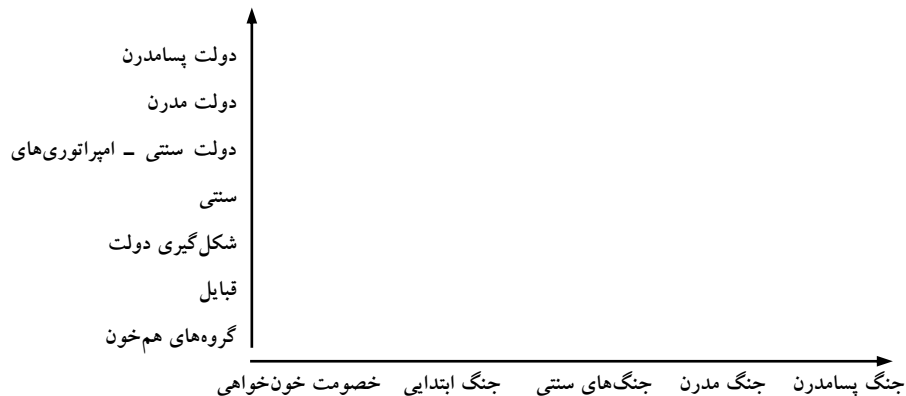 دولت پسامدرن
دولت مدرن
دولت سنتی ـ امپراتوری‌های
سنتی
شکل‌گیری دولت
قبایل
گروه‌های هم‌خون
خصومت خون‌خواهی جنگ ابتدایی جنگ‌های سنتی جنگ مدرن جنگ پسامدرن